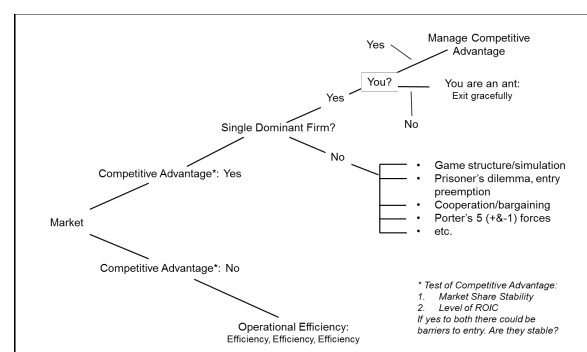 Manage Competitive
Advantage
Yes
You?
You are an ant:
Exit gracefully
Yes
No
Single Dominant Firm?
No
• Game structure/simulation
• Prisoner's dilemma, entry
preemption
• Cooperation/bargaining
• Porter's 5 (+&-1) forces
• etc.
Competitive Advantage*: Yes
Market
Competitive Advantage*: No
Operational Efficiency:
Efficiency, Efficiency, Efficiency
* Test of Competitive Advantage:
1. Market Share Stability
2. Level of ROIC
If yes to both there could be
barriers to entry. Are they stable?